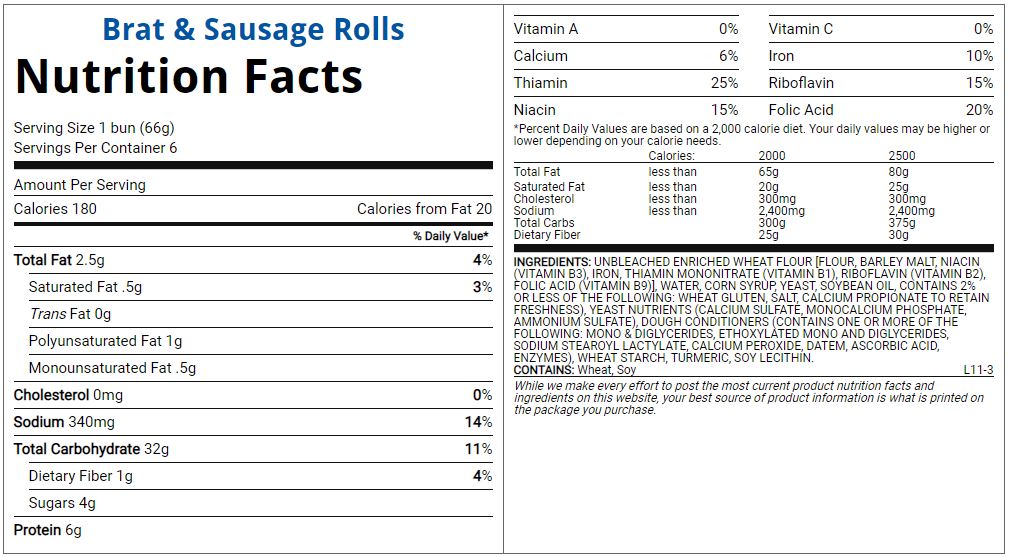 Brat & Sausage Rolls
Nutrition Facts
Serving Size 1 bun (66g)
Servings Per Container 6
Amount Per Serving
Calories 180 Calories from Fat 20
% Daily Value*
Total Fat 2.5g 4%
Saturated Fat .5g 3%
Trans Fat 0g
Polyunsaturated Fat 1g
Monounsaturated Fat .5g
Cholesterol 0mg 0%
Sodium 340mg 14%
Total Carbohydrate 32g 11%
Dietary Fiber 1g 4%
Sugars 4g
Protein 6g
Vitamin A 0% Vitamin C 0%
Calcium 6% Iron 10%
Thiamin 25% Riboflavin 15%
Niacin 15% Folic Acid 20%
*Percent Daily Values are based on a 2,000 calorie diet. Your daily values may be higher or
lower depending on your calorie needs.
Calories: 2000 2500
Total Fat less than 65g 80g
Saturated Fat less than 20g 25g
Cholesterol less than 300mg 300mg
Sodium less than 2,400mg 2,400mg
Total Carbs 300g 375g
Dietary Fiber 25g 30g
INGREDIENTS: UNBLEACHED ENRICHED WHEAT FLOUR [FLOUR, BARLEY MALT, NIACIN
(VITAMIN B3), IRON, THIAMIN MONONITRATE (VITAMIN B1), RIBOFLAVIN (VITAMIN B2),
FOLIC ACID (VITAMIN B9)], WATER, CORN SYRUP, YEAST, SOYBEAN OIL, CONTAINS 2%
OR LESS OF THE FOLLOWING: WHEAT GLUTEN, SALT, CALCIUM PROPIONATE TO RETAIN
FRESHNESS), YEAST NUTRIENTS (CALCIUM SULFATE, MONOCALCIUM PHOSPHATE,
AMMONIUM SULFATE), DOUGH CONDITIONERS (CONTAINS ONE OR MORE OF THE
FOLLOWING: MONO & DIGLYCERIDES, ETHOXYLATED MONO AND DIGLYCERIDES,
SODIUM STEAROYL LACTYLATE, CALCIUM PEROXIDE, DATEM, ASCORBIC ACID,
ENZYMES), WHEAT STARCH, TURMERIC, SOY LECITHIN.
CONTAINS: Wheat, Soy L11-3
While we make every effort to post the most current product nutrition facts and
ingredients on this website, your best source of product information is what is printed on
the package you purchase.